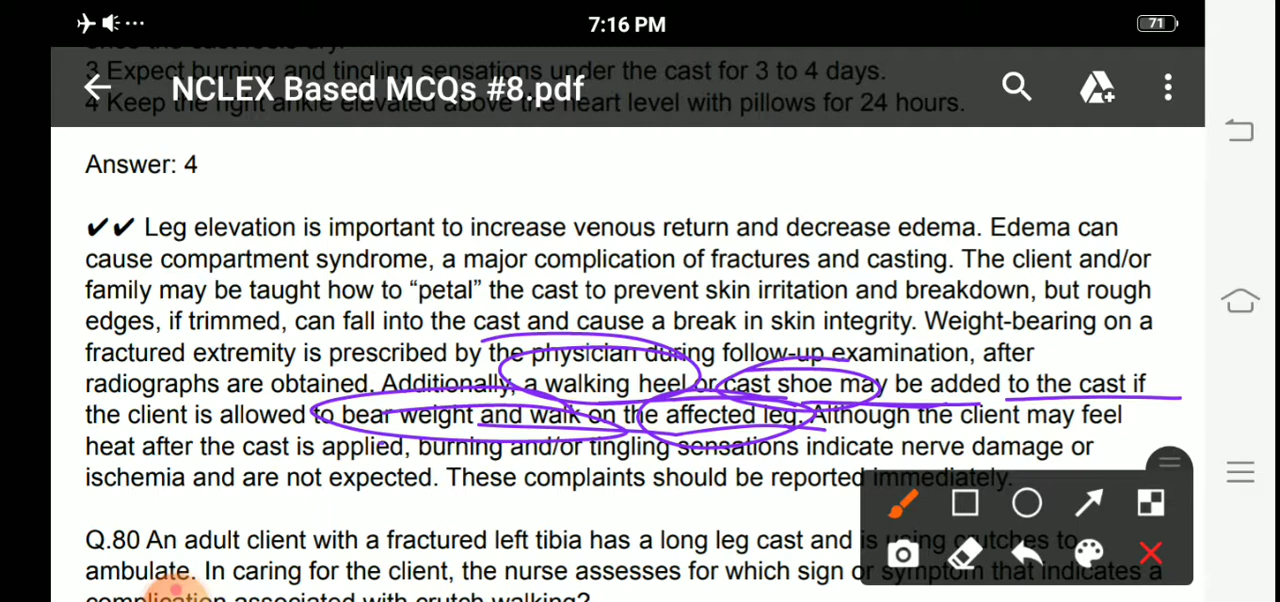 7:16 PM
71
once the cast feels dry.
3 Expect burning and tingling sensations under the cast for 3 to 4 days.
NCLEX Based MCQs #8.pdf
4 Keep the right ankle elevated above the heart level with pillows for 24 hours.
Answer: 4
✔✔ Leg elevation is important to increase venous return and decrease edema. Edema can
cause compartment syndrome, a major complication of fractures and casting. The client and/or
family may be taught how to “petal” the cast to prevent skin irritation and breakdown, but rough
edges, if trimmed, can fall into the cast and cause a break in skin integrity. Weight-bearing on a
fractured extremity is prescribed by the physician during follow-up examination, after
radiographs are obtained. Additionally, a walking heel or cast shoe may be added to the cast if
the client is allowed to bear weight and walk on the affected leg. Although the client may feel
heat after the cast is applied, burning and/or tingling sensations indicate nerve damage or
ischemia and are not expected. These complaints should be reported immediately.
Q.80 An adult client with a fractured left tibia has a long leg cast and is using crutches to
ambulate. In caring for the client, the nurse assesses for which sign or symptom that indicates a
complication associated with crutch walking?